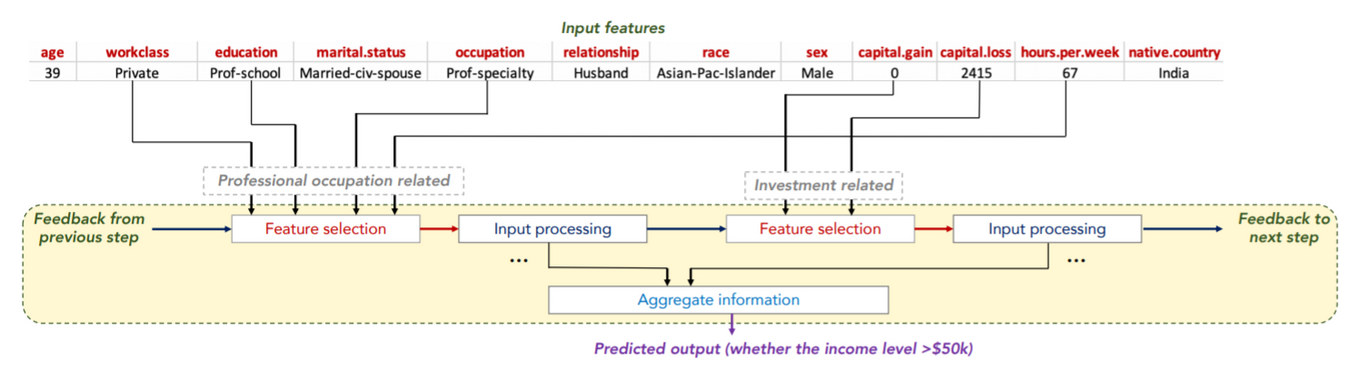 Input features
age workclass education marital.status occupation relationship race sex capital.gain capital.loss hours.per.week native.country
39 Private Prof-school Married-civ-spouse Prof-specialty Husband Asian-Pac-Islander Male 0 2415 67 India
Professional occupation related
Investment related
Feedback from
previous step
Feature selection
Input processing
Feature selection
Input processing
Feedback to
next step
...
...
Aggregate information
Predicted output (whether the income level >$50k)